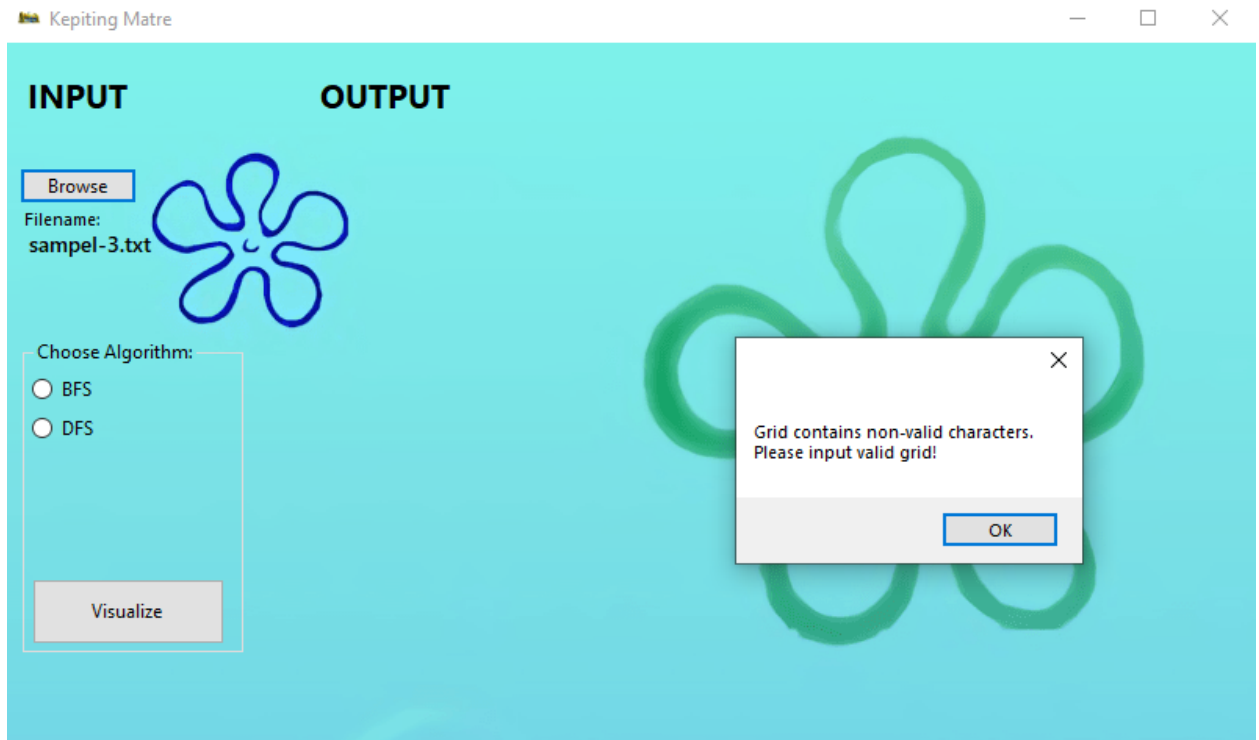 Kepiting Matre
INPUT
OUTPUT
Browse
Filename:
sampel-3.txt
Choose Algorithm:
BFS
DFS
Visualize
Grid contains non-valid characters.
Please input valid grid!
OK